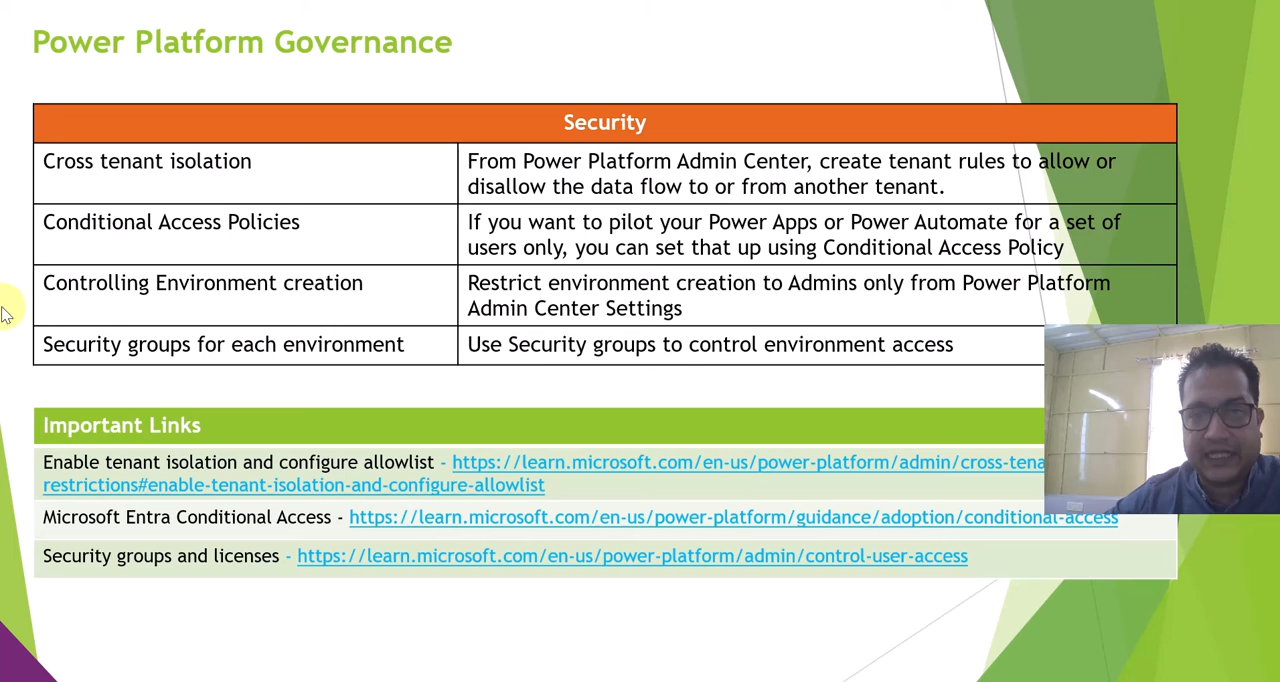 Power Platform Governance
Security
Cross tenant isolation
From Power Platform Admin Center, create tenant rules to allow or
disallow the data flow to or from another tenant.
Conditional Access Policies
If you want to pilot your Power Apps or Power Automate for a set of
users only, you can set that up using Conditional Access Policy
Controlling Environment creation
Restrict environment creation to Admins only from Power Platform
Admin Center Settings
Security groups for each environment
Use Security groups to control environment access
Important Links
Enable tenant isolation and configure allowlist - https://learn.microsoft.com/en-us/power-platform/admin/cross-tena
restrictions#enable-tenant-isolation-and-configure-allowlist
Microsoft Entra Conditional Access - https://learn.microsoft.com/en-us/power-platform/guidance/adoption/conditional-access
Security groups and licenses - https://learn.microsoft.com/en-us/power-platform/admin/control-user-access